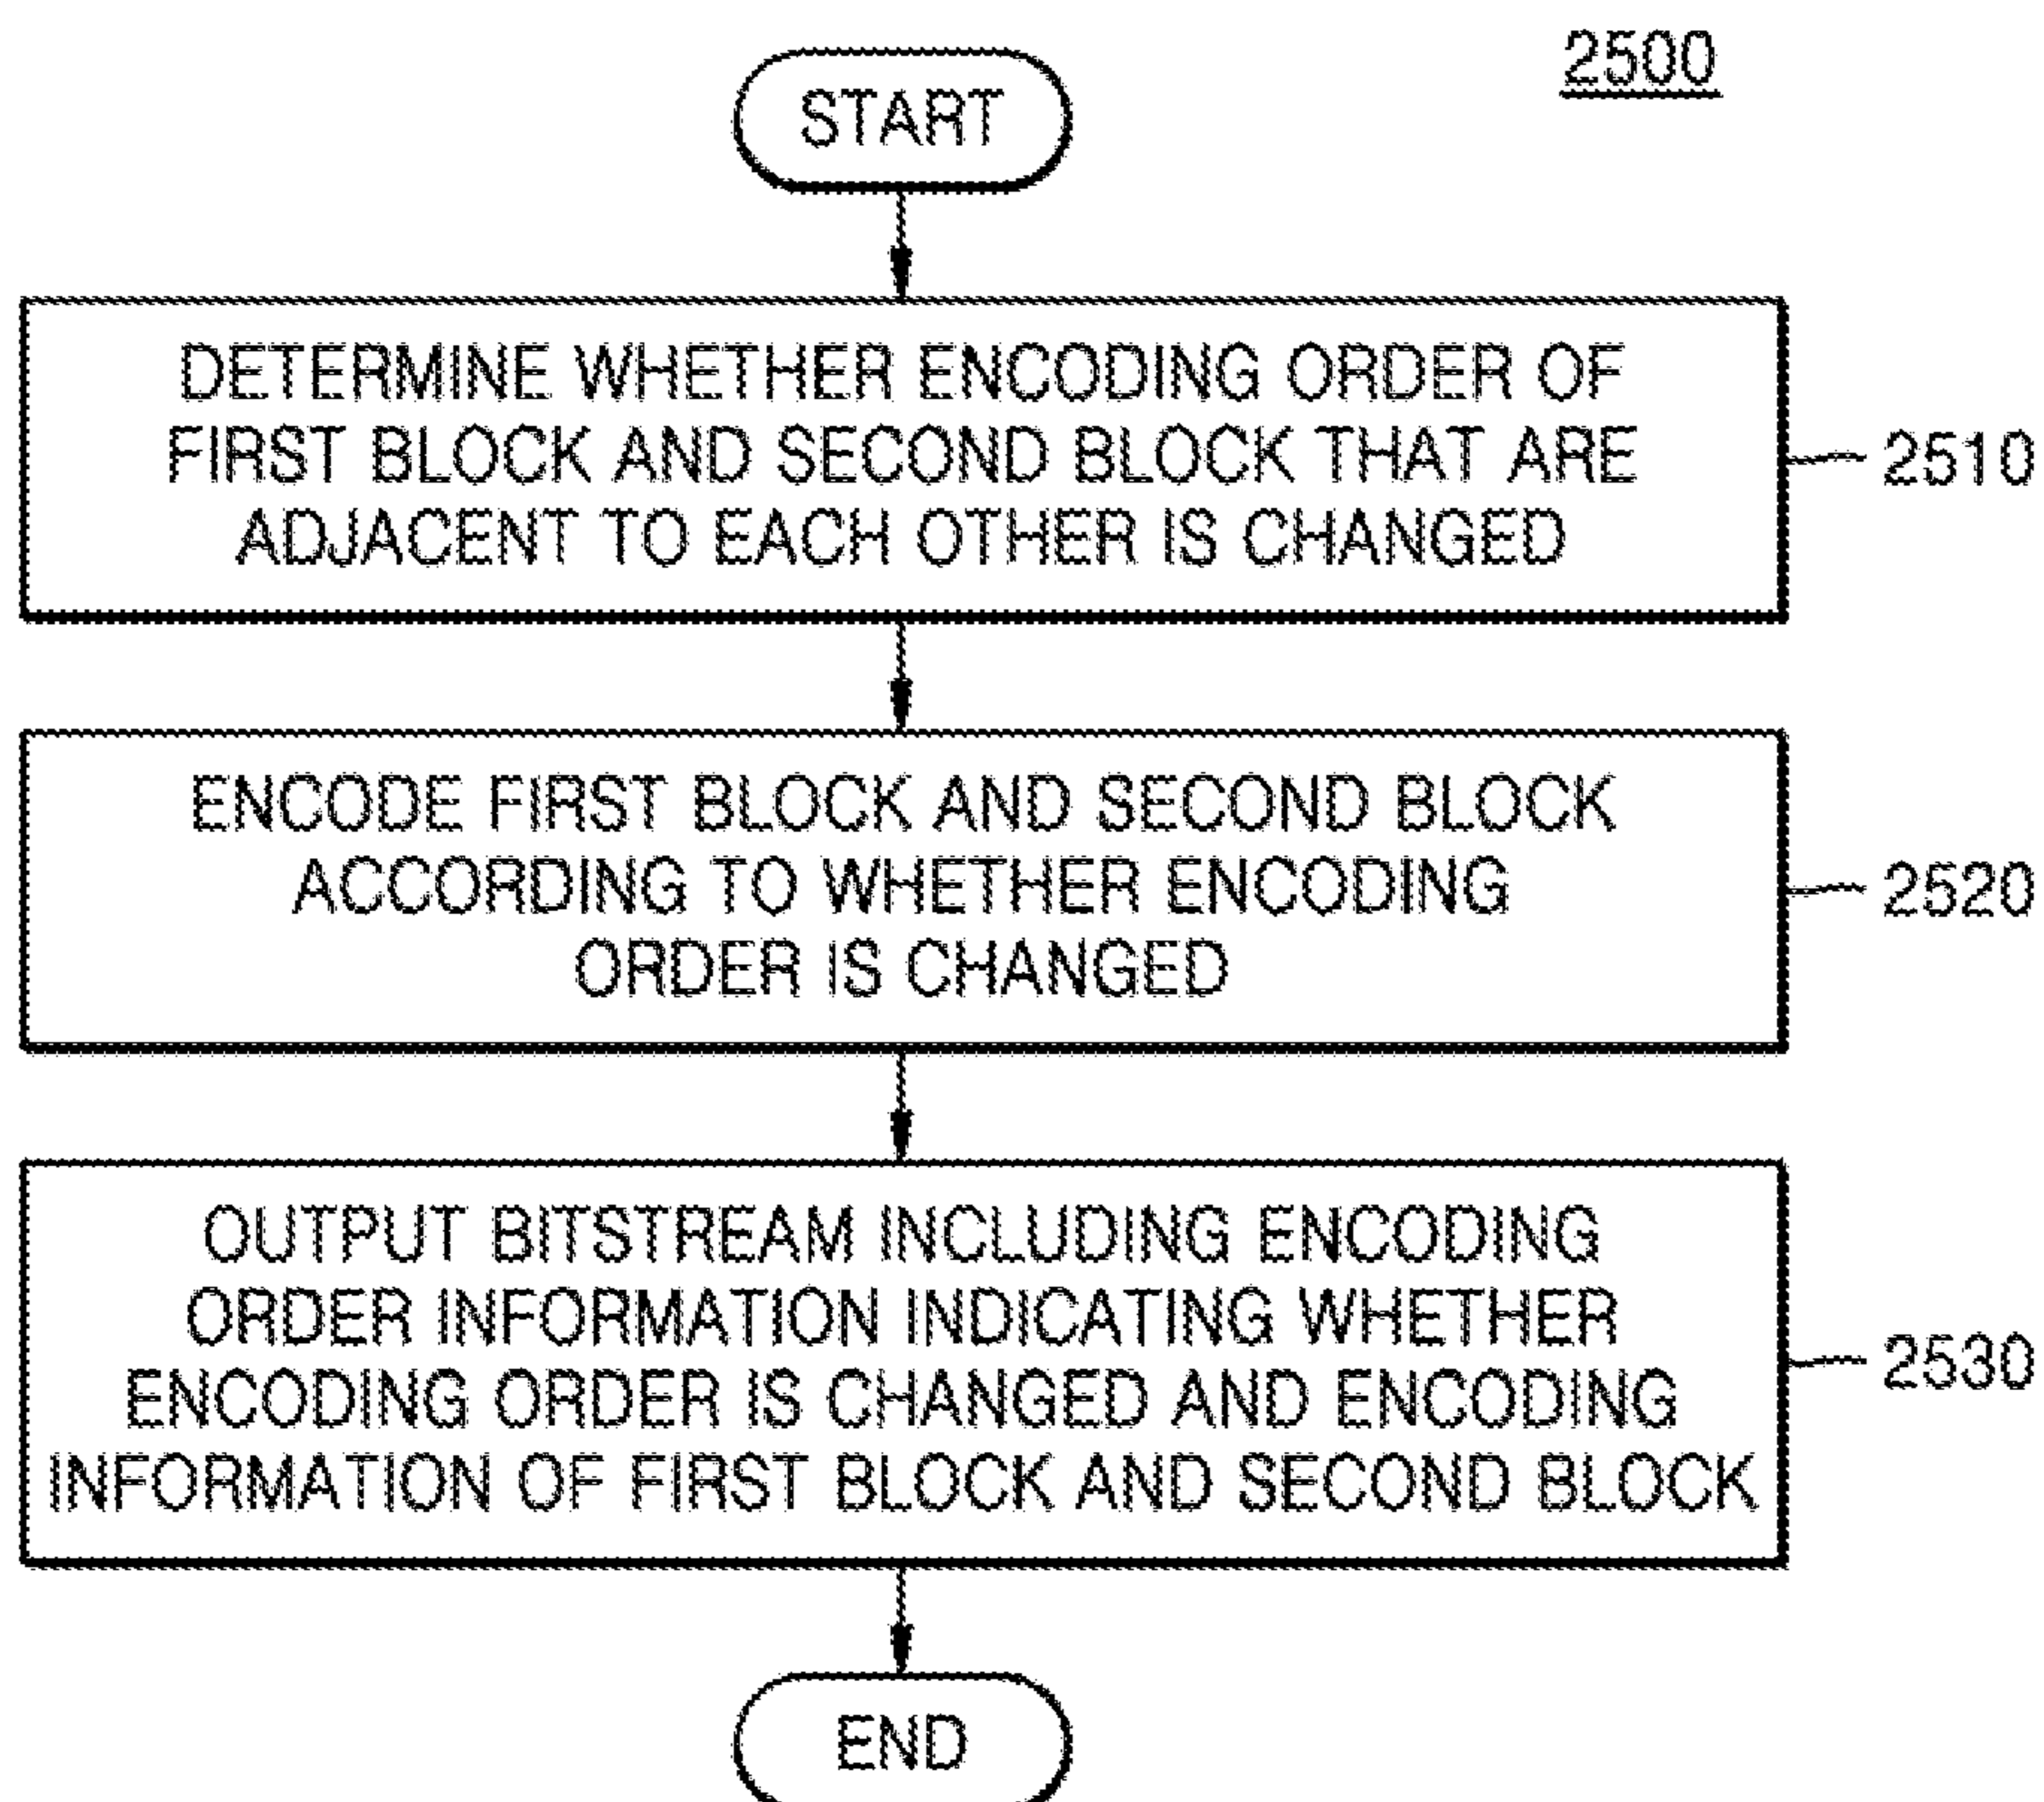 2500
START
DETERMINE WHETHER ENCODING ORDER OF
FIRST BLOCK AND SECOND BLOCK THAT ARE
ADJACENT TO EACH OTHER IS CHANGED
2510
ENCODE FIRST BLOCK AND SECOND BLOCK
ACCORDING TO WHETHER ENCODING
ORDER IS CHANGED
2520
OUTPUT BITSTREAM INCLUDING ENCODING
ORDER INFORMATION INDICATING WHETHER
ENCODING ORDER IS CHANGED AND ENCODING
INFORMATION OF FIRST BLOCK AND SECOND BLOCK
2530
END